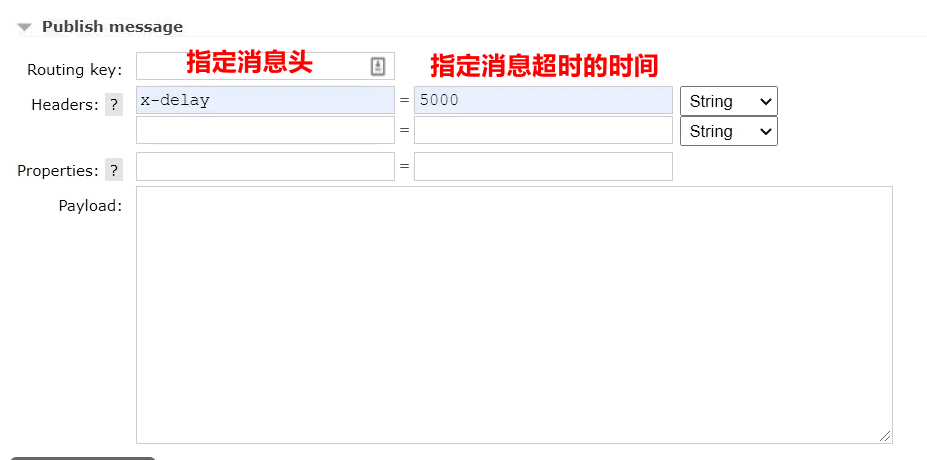 Publish message
Routing key: 指定消息头 指定消息超时的时间
Headers: ? x-delay = 5000 String
= String
Properties: ? =
Payload: